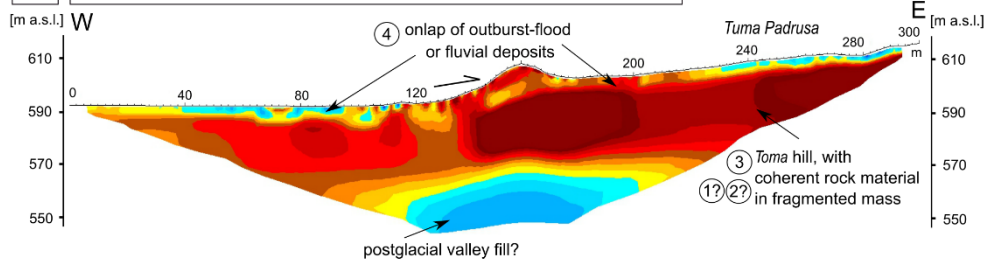 [m a.s.l.] W E [m a.s.l.]
④ onlap of outburst-flood
or fluvial deposits
Tuma Padrusa
300
m
610 280 610
240
200
0 40 80 120
590 590
③ Toma hill, with
coherent rock material
①? ②? in fragmented mass
570 570
550 550
postglacial valley fill?